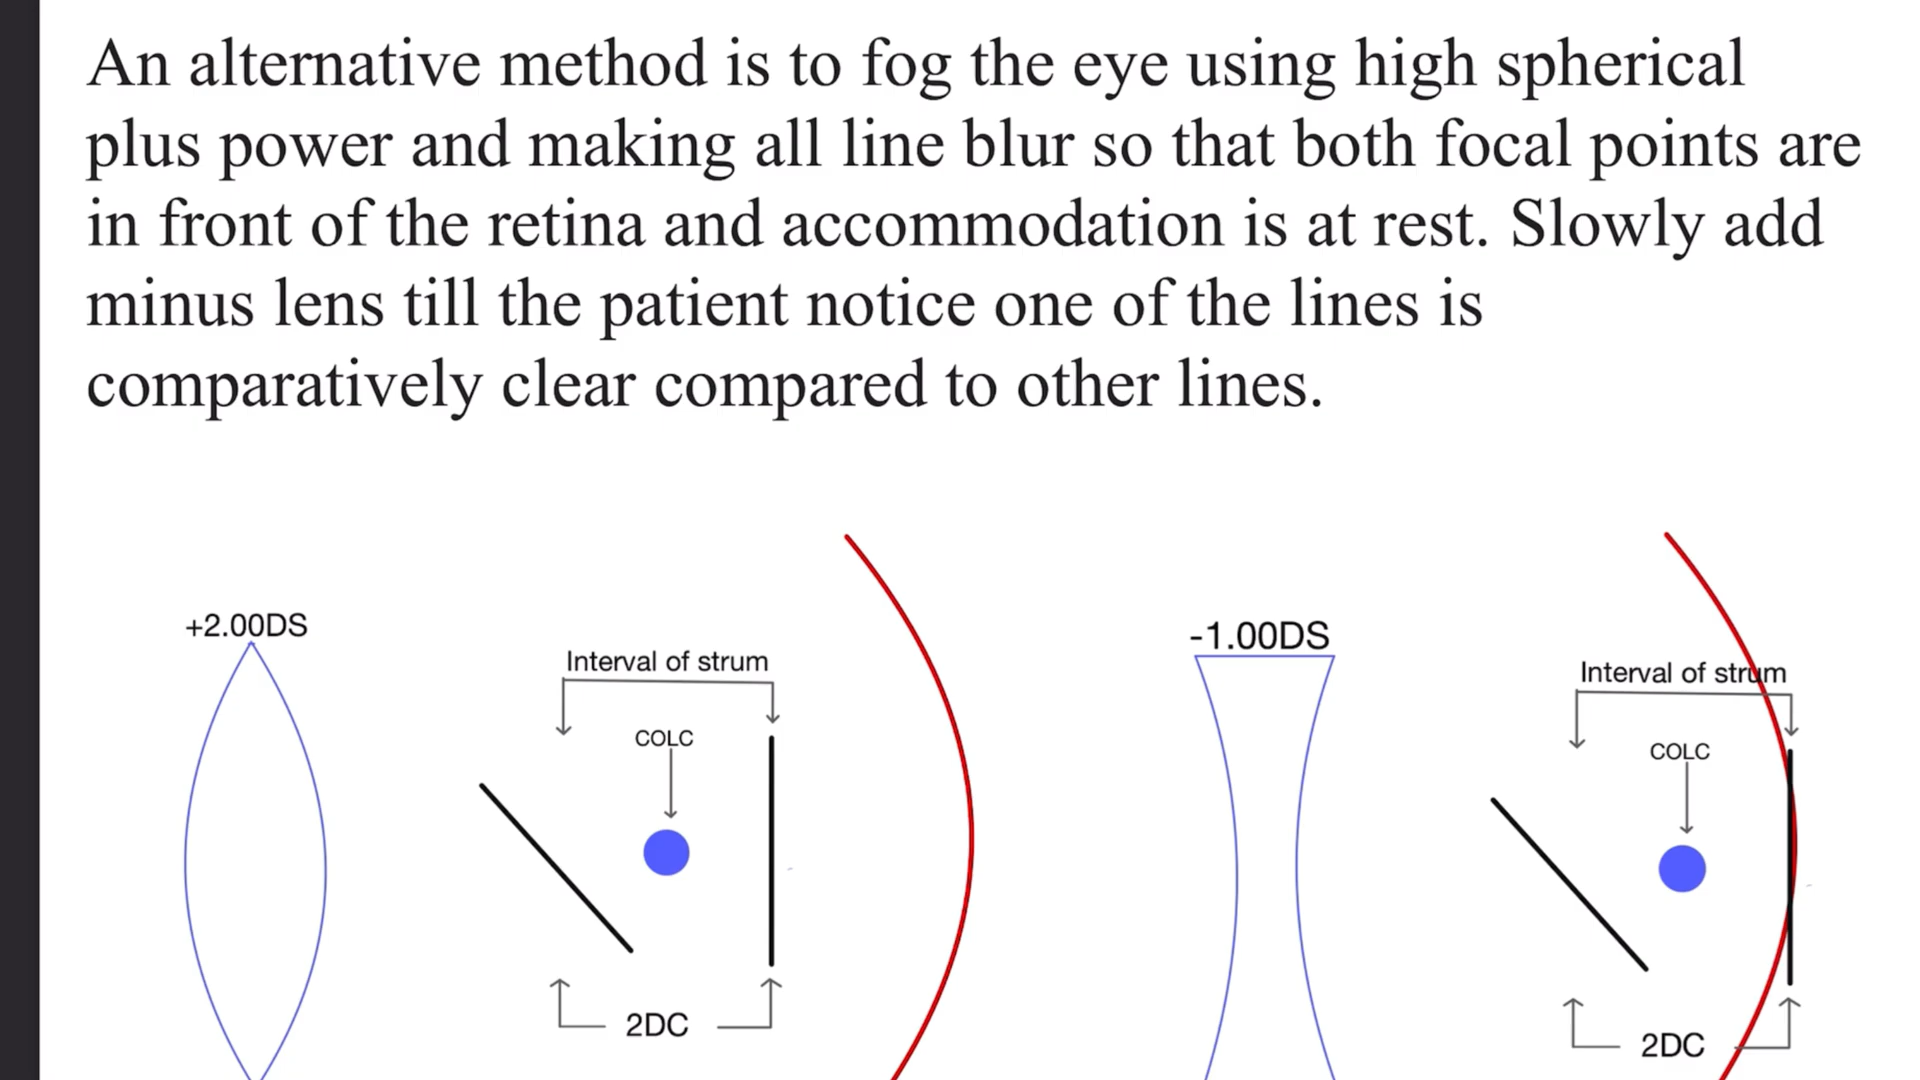 An alternative method is to fog the eye using high spherical
plus power and making all line blur so that both focal points are
in front of the retina and accommodation is at rest. Slowly add
minus lens till the patient notice one of the lines is
comparatively clear compared to other lines.
+2.00DS
Interval of strum
COLC
2DC
-1.00DS
Interval of strum
COLC
2DC